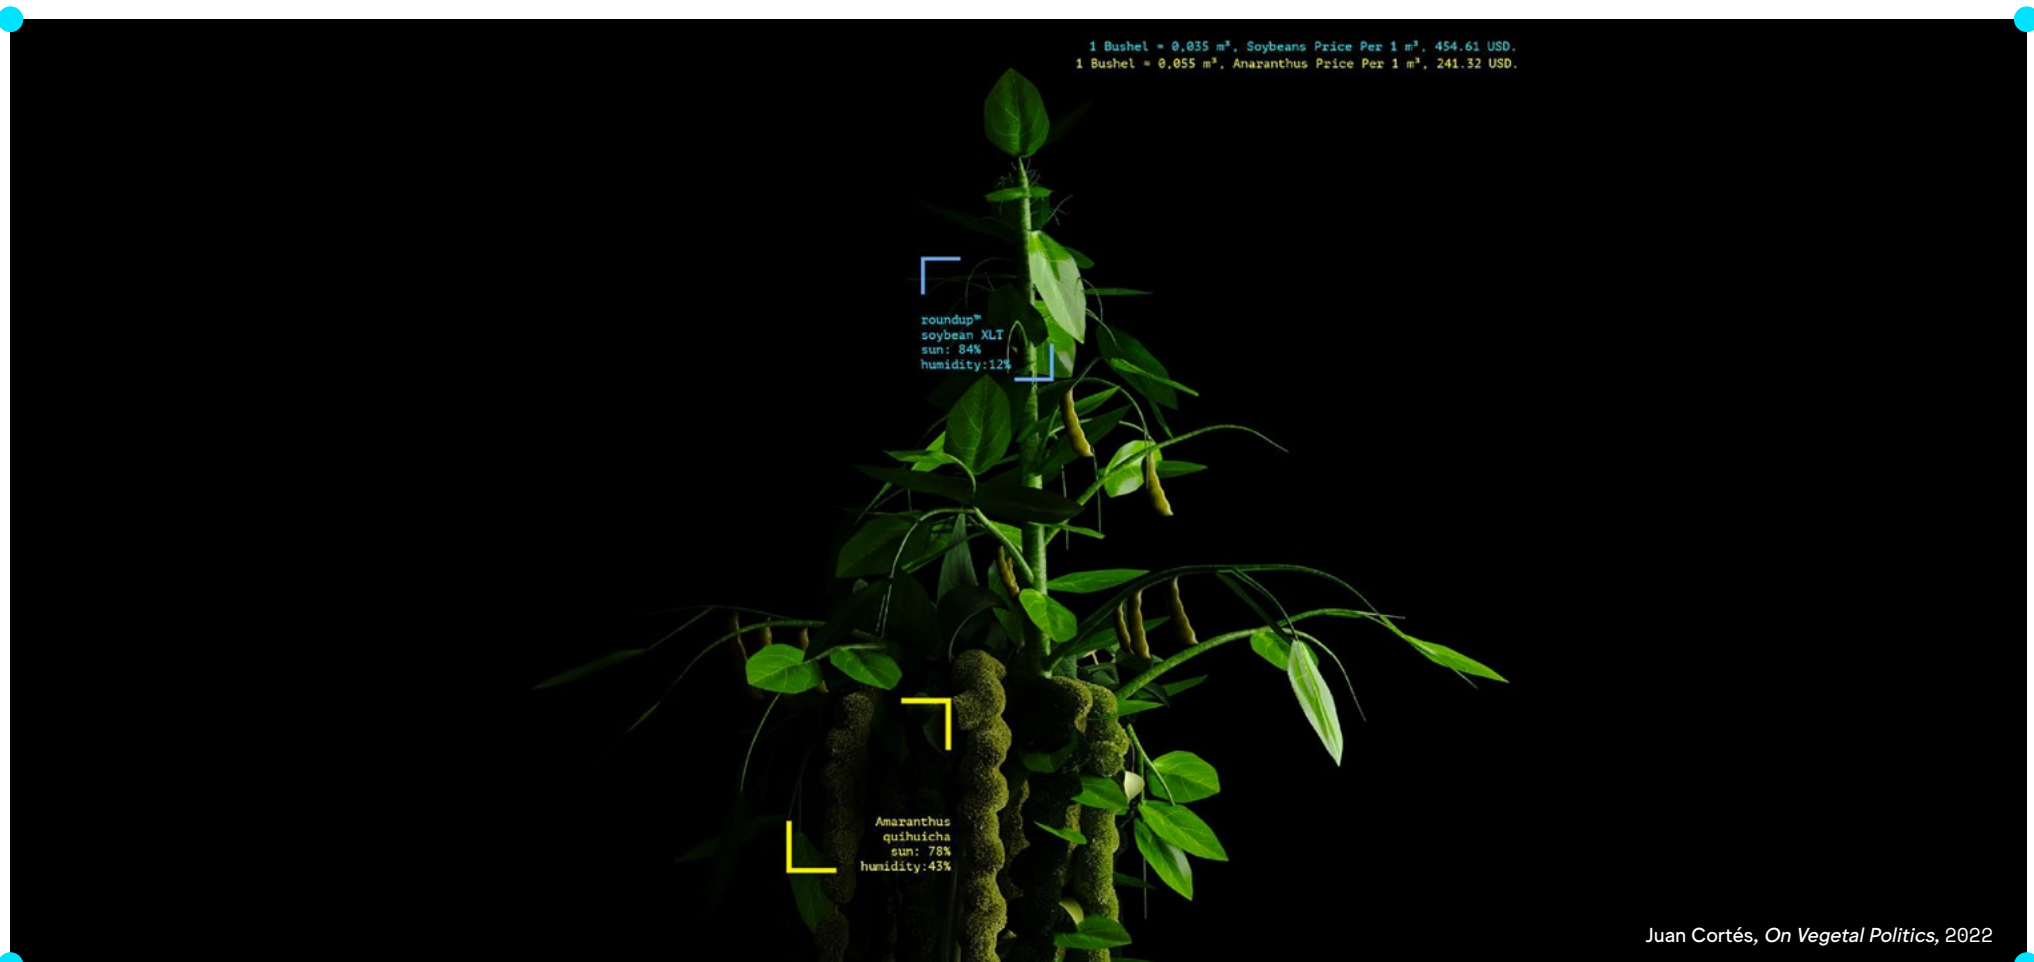 1 Bushel = 0,035 m³, Soybeans Price Per 1 m³, 454.61 USD.
1 Bushel = 0,055 m³, Anaranthus Price Per 1 m³, 241.32 USD.
roundup™
soybean XLT
sun: 84%
humidity:12%
Amaranthus
quihuicha
sun: 78%
humidity:43%
Juan Cortés, On Vegetal Politics, 2022